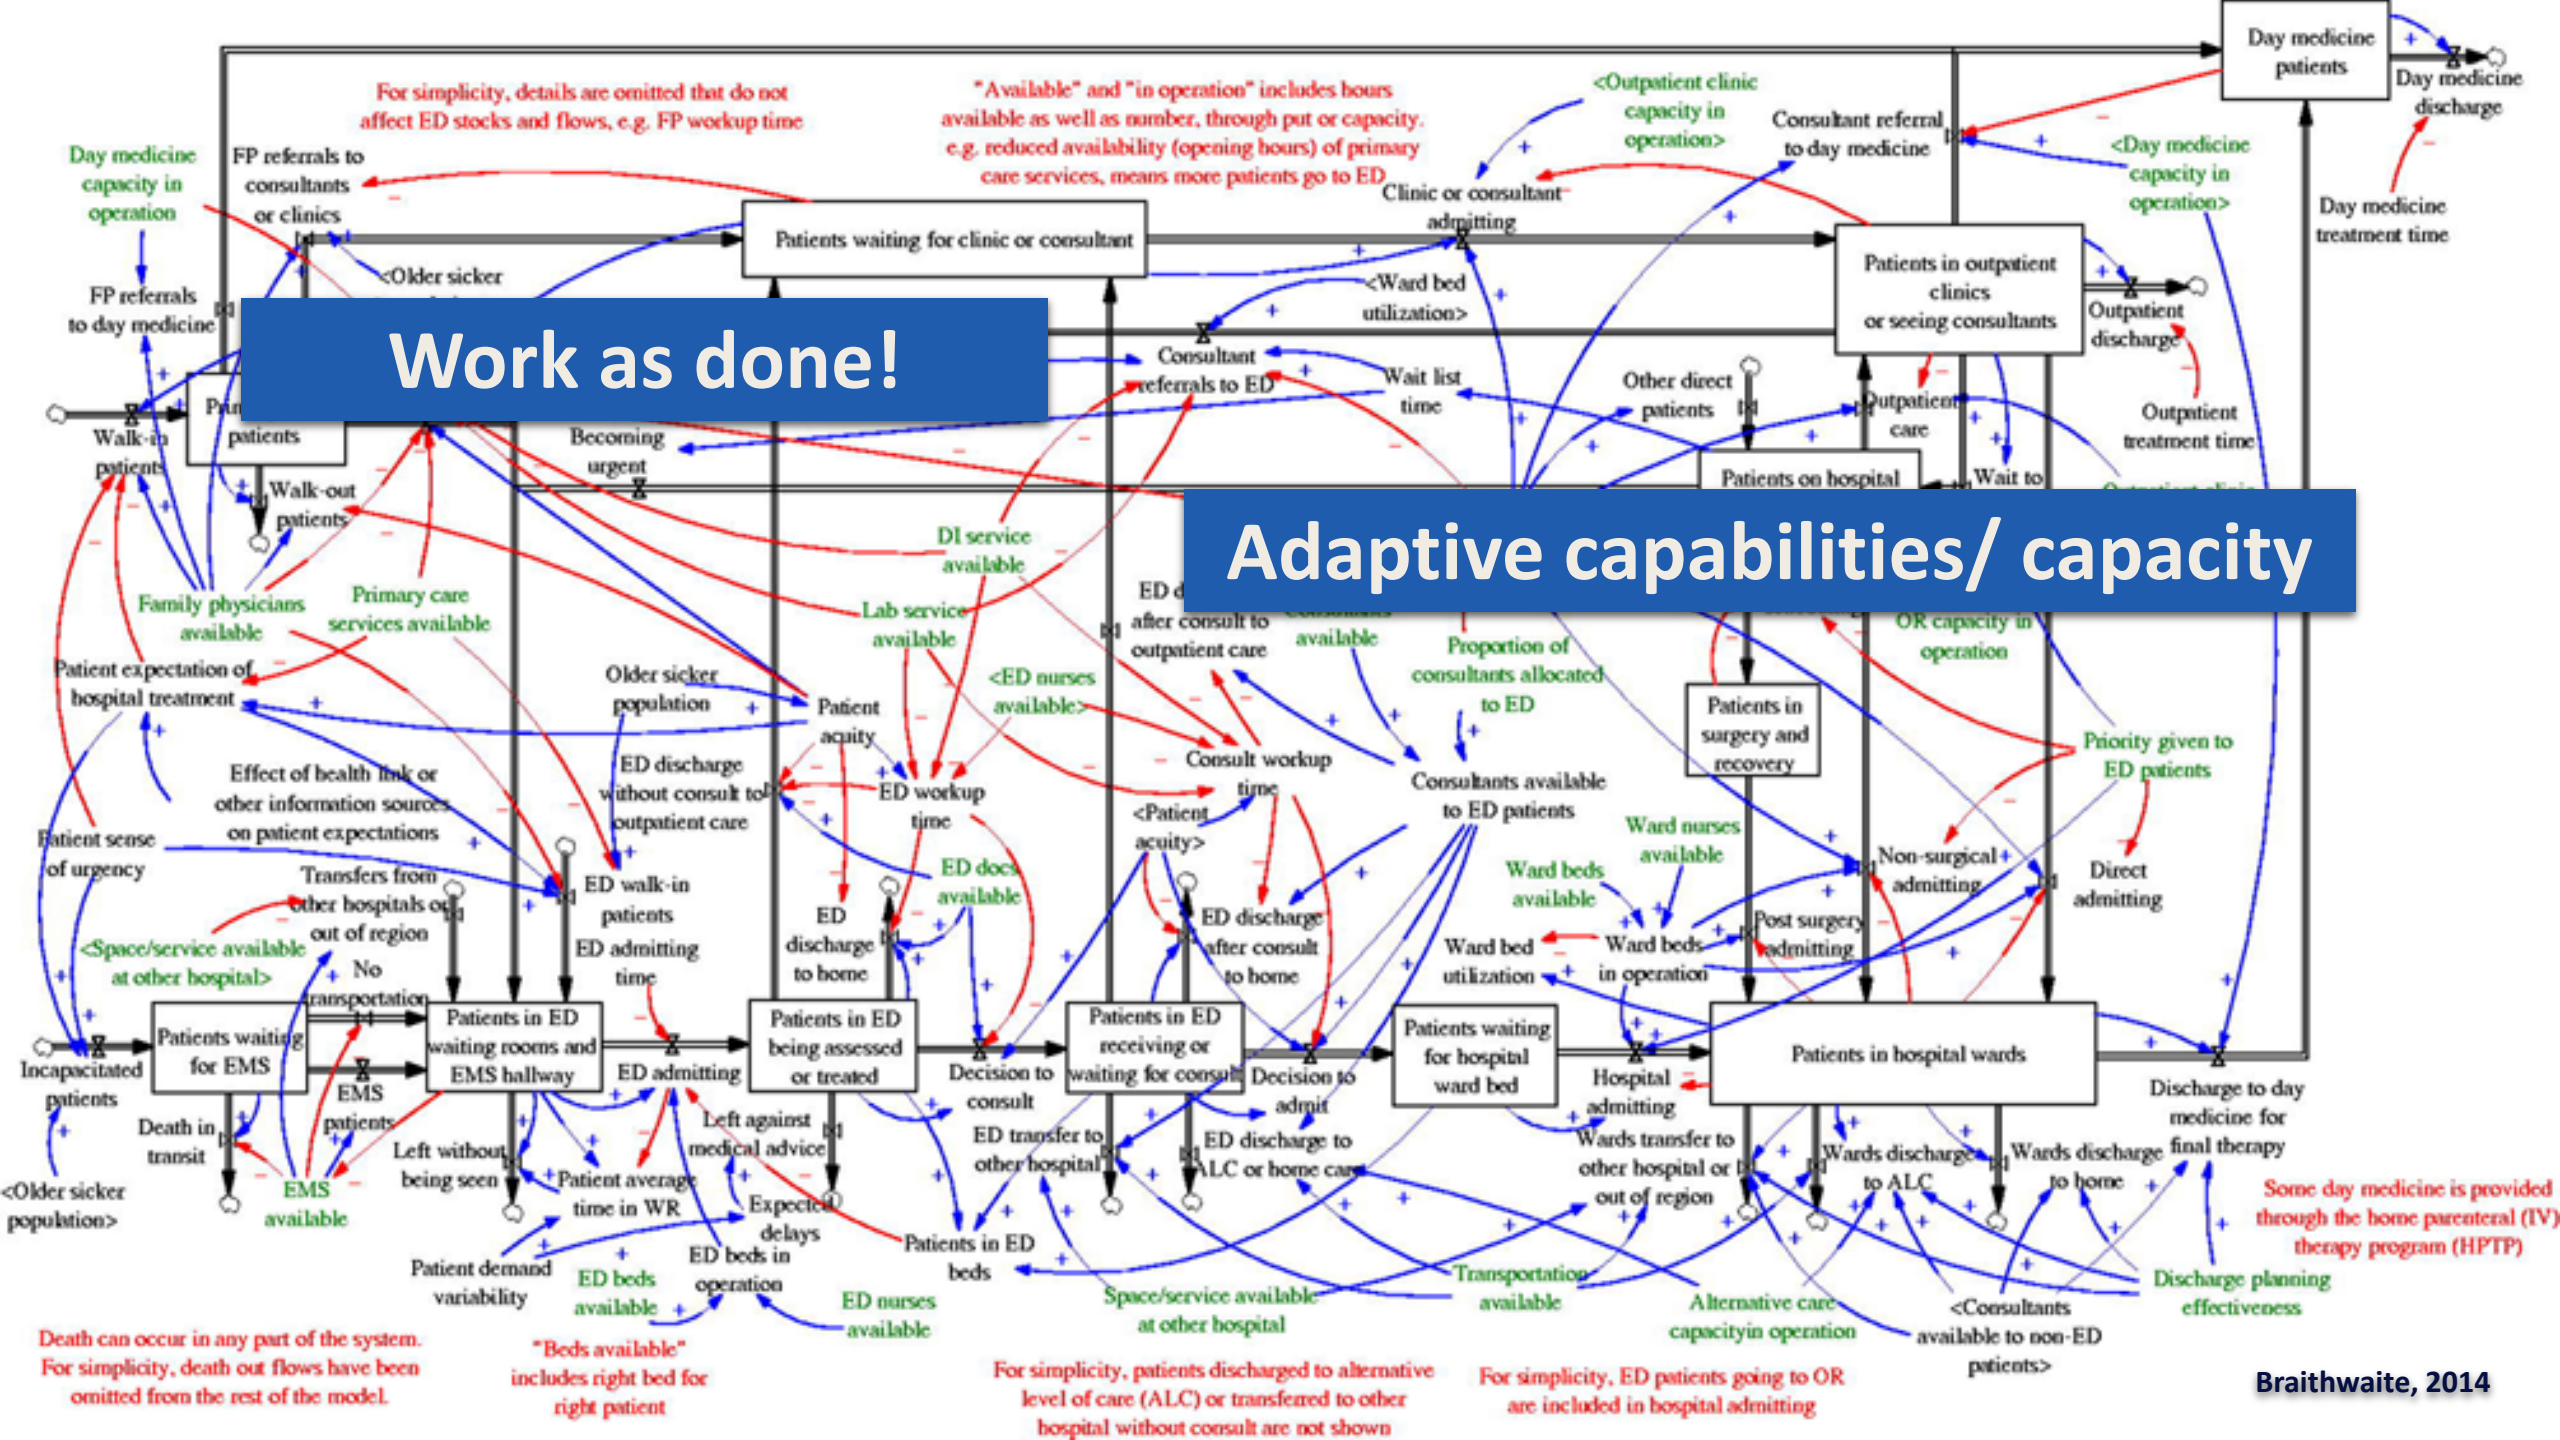 Day medicine
patients
Day medicine
discharge
For simplicity, details are omitted that do not
affect ED stocks and flows, e.g. FP workup time
"Available" and "in operation" includes hours
available as well as number, through put or capacity.
e.g. reduced availability (opening hours) of primary
care services, means more patients go to ED
<Outpatient clinic
capacity in
operation>
Consultant referral
to day medicine
<Day medicine
capacity in
operation>
Day medicine
treatment time
Day medicine
capacity in
operation
FP referrals to
consultants
or clinics
Clinic or consultant
admitting
Patients waiting for clinic or consultant
<Older sicker
FP referrals
to day medicine
<Ward bed
utilization>
Patients in outpatient
clinics
or seeing consultants
Outpatient
discharge
Work as done!
Consultant
referrals to ED
Wait list
time
Other direct
patients
Outpatient
care
Outpatient
treatment time
patients
Walk-in
patients
Becoming
urgent
Walk-out
patients
Patients on hospital
Wait to
Adaptive capabilities/ capacity
DI service
available
Family physicians
available
Primary care
services available
Lab service
available
after consult to
outpatient care
available
Proportion of
consultants allocated
to ED
OR capacity in
operation
Patient expectation of
hospital treatment
Older sicker
population
Patient
acuity
<ED nurses
available>
Patients in
surgery and
recovery
Priority given to
ED patients
Effect of health link or
other information sources
on patient expectations
ED discharge
without consult to
outpatient care
ED workup
time
Consult workup
time
Consultants available
to ED patients
<Patient
acuity>
Ward nurses
available
Patient sense
of urgency
Transfers from
other hospitals or
out of region
ED walk-in
patients
ED docs
available
Ward beds
available
Non-surgical
admitting
Direct
admitting
<Space/service available
at other hospital>
ED admitting
time
ED
discharge
to home
ED discharge
after consult
to home
Ward bed
utilization
Ward beds
in operation
Post surgery
admitting
No
transportation
Patients waiting
for EMS
Patients in ED
waiting rooms and
EMS hallway
Patients in ED
being assessed
or treated
Patients in ED
receiving or
waiting for consult
Patients waiting
for hospital
ward bed
Patients in hospital wards
Incapacitated
patients
EMS
patients
ED admitting
Decision to
consult
Decision to
admit
Hospital
admitting
Discharge to day
medicine for
final therapy
Death in
transit
Left without
being seen
Left against
medical advice
ED transfer to
other hospital
ED discharge to
ALC or home care
Wards transfer to
other hospital or
out of region
Wards discharge
to ALC
Wards discharge
to home
<Older sicker
population>
EMS
available
Patient average
time in WR
Expected
delays
Some day medicine is provided
through the home parenteral (IV)
therapy program (HPTP)
Patient demand
variability
ED beds
available
ED beds in
operation
Patients in ED
beds
ED nurses
available
Space/service available
at other hospital
Transportation
available
Alternative care
capacityin operation
<Consultants
available to non-ED
patients>
Discharge planning
effectiveness
Death can occur in any part of the system.
For simplicity, death out flows have been
omitted from the rest of the model.
"Beds available"
includes right bed for
right patient
For simplicity, patients discharged to alternative
level of care (ALC) or transferred to other
hospital without consult are not shown
For simplicity, ED patients going to OR
are included in hospital admitting
Braithwaite, 2014